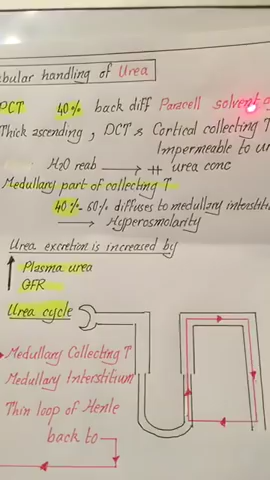 bular handling of Urea
PCT 40% back diff Paracell solvent
Thick ascending, DCT & Cortical collecting T
Impermeable to ur
H2O reab → ++ urea conc
Medullary part of collecting T
40%-60% diffuses to medullary interstiti
→ Hyperosmolarity
Urea excretion is increased by
↑ Plasma urea
GFR
Urea cycle
Medullary Collecting T
Medullary Interstitium
Thin loop of Henle
back to